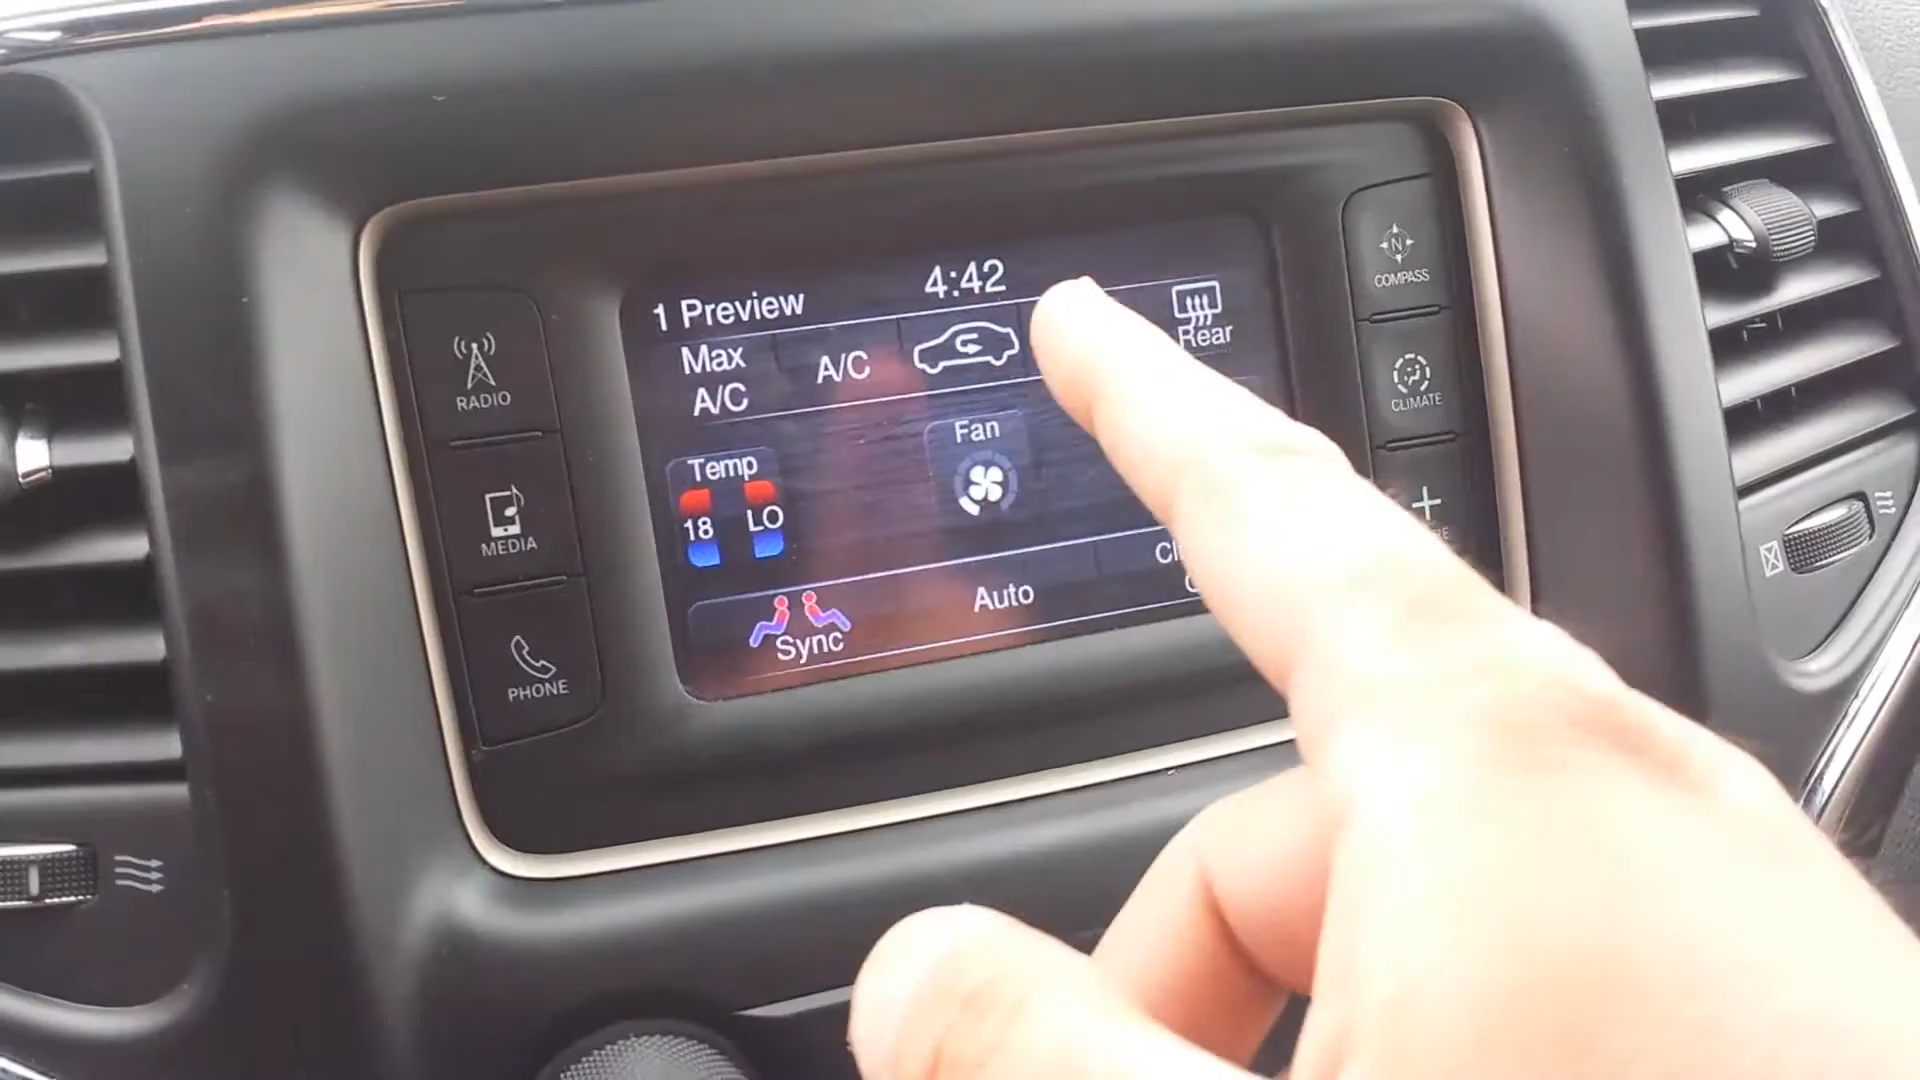 1 Preview
4:42
Max
A/C
A/C
Rear
Temp
18
LO
Fan
Sync
Auto
RADIO
MEDIA
PHONE
N
COMPASS
CLIMATE